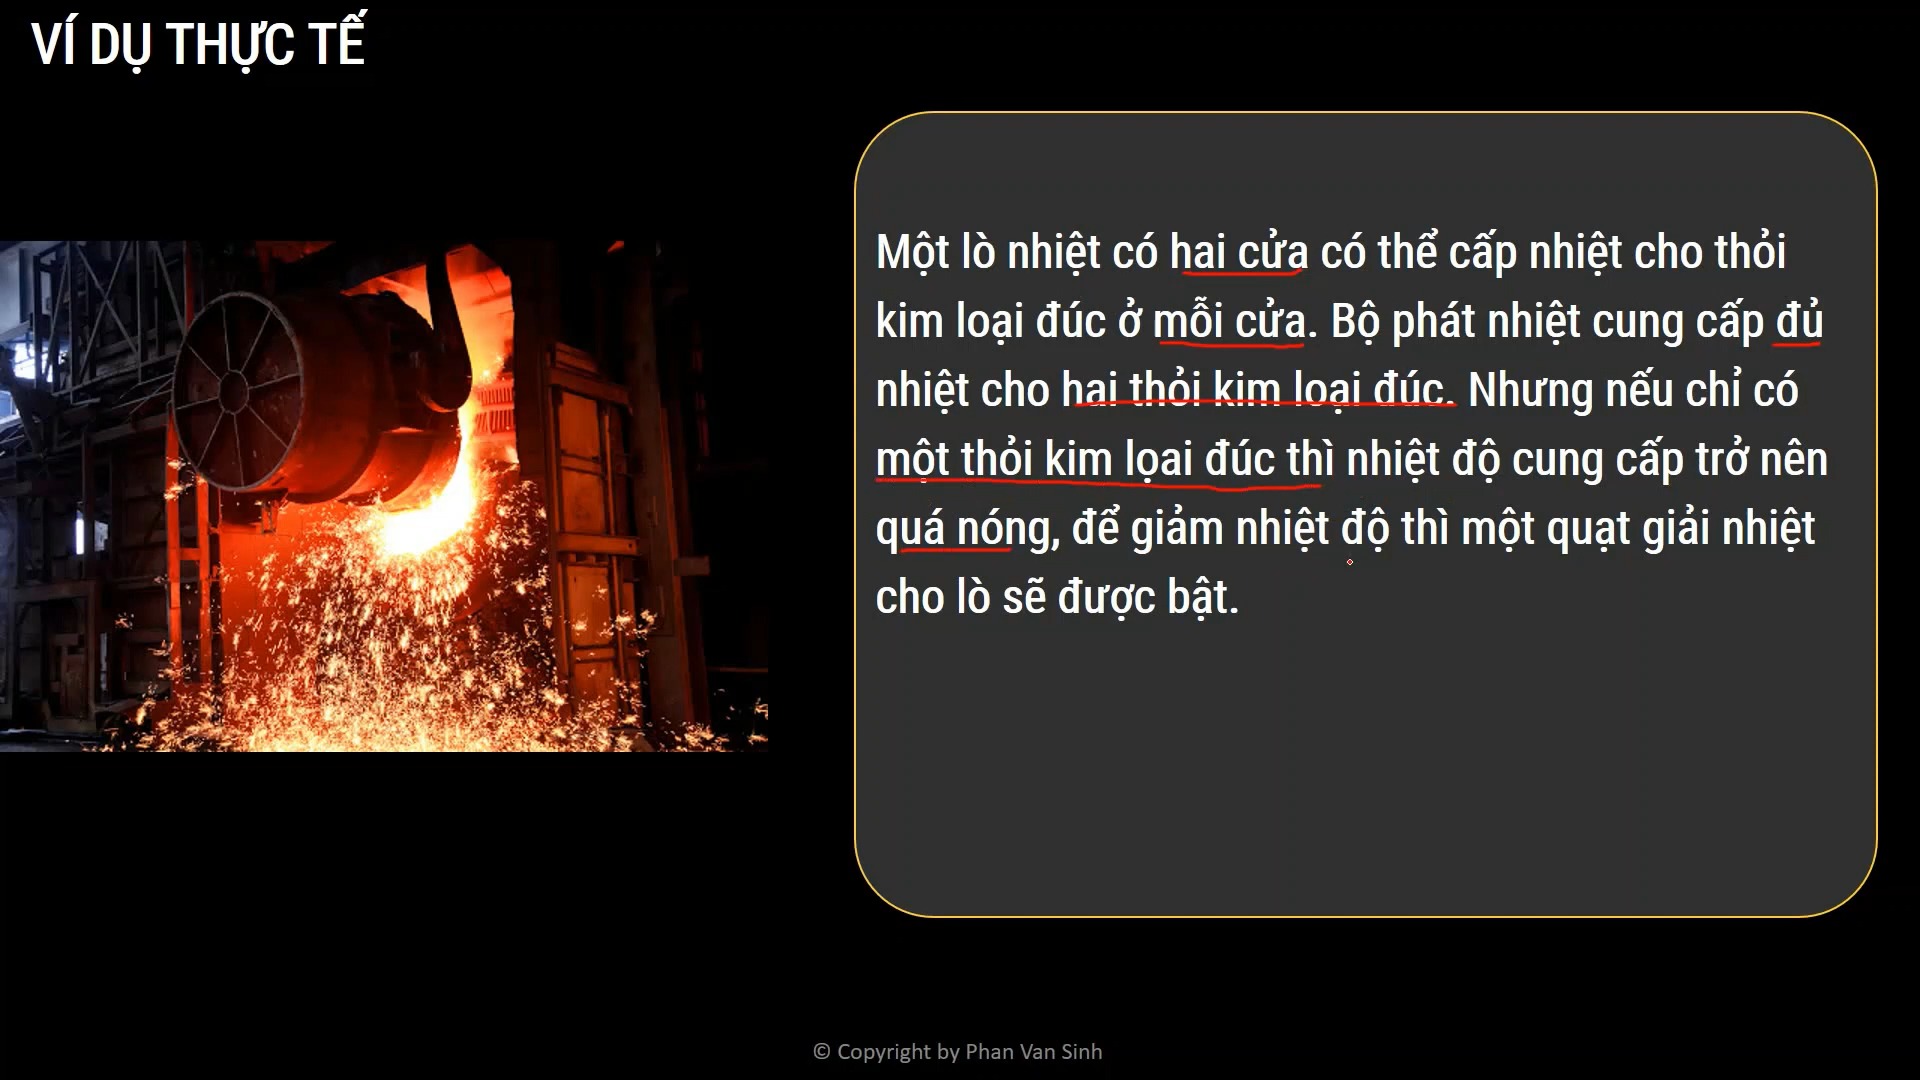 VÍ DỤ THỰC TẾ
Một lò nhiệt có hai cửa có thể cấp nhiệt cho thỏi
kim loại đúc ở mỗi cửa. Bộ phát nhiệt cung cấp đủ
nhiệt cho hai thỏi kim loại đúc. Nhưng nếu chỉ có
một thỏi kim lọai đúc thì nhiệt độ cung cấp trở nên
quá nóng, để giảm nhiệt độ thì một quạt giải nhiệt
cho lò sẽ được bật.
© Copyright by Phan Van Sinh